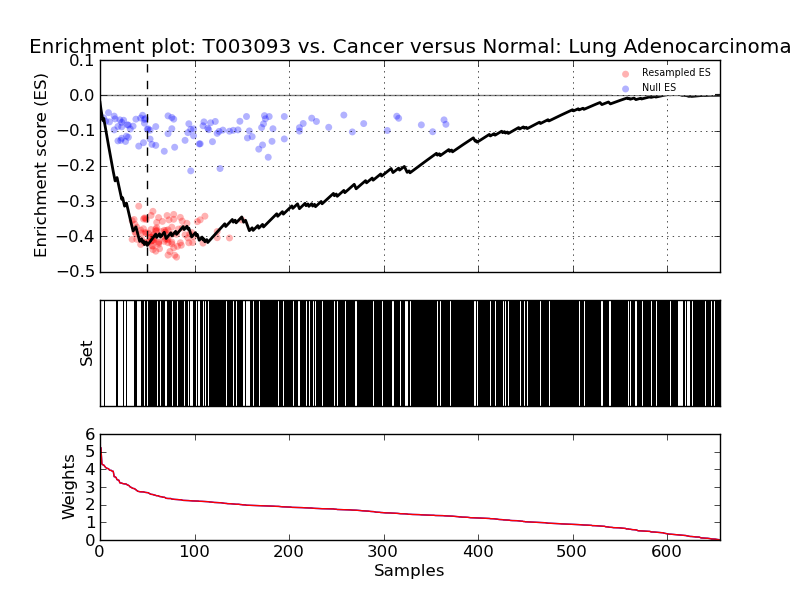 Enrichment plot: T003093 vs. Cancer versus Normal: Lung Adenocarcinoma
Enrichment score (ES)
0.1
0.0
−0.1
−0.2
−0.3
−0.4
−0.5
Resampled ES
Null ES
Set
Weights
6
5
4
3
2
1
0
0 100 200 300 400 500 600
Samples